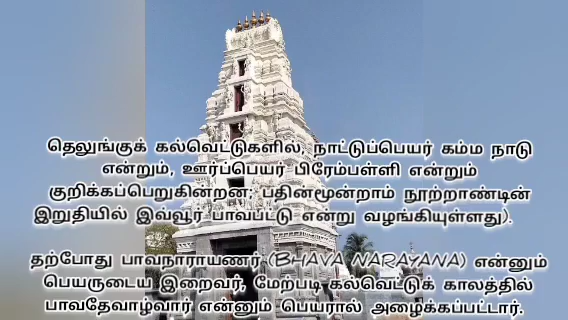 தெலுங்குக் கல்வெட்டுகளில், நாட்டுப்பெயர் கம்ம நாடு
என்றும், ஊர்ப்பெயர் பிரேம்பள்ளி என்றும்
குறிக்கப்பெறுகின்றன; பதின்மூன்றாம் நூற்றாண்டின்
இறுதியில் இவ்வூர் பாவபட்டு என்று வழங்கியுள்ளது).
தற்போது பாவநாராயணர் (BHAVA NARAYANA) என்னும்
பெயருடைய இறைவர், மேற்படி கல்வெட்டுக் காலத்தில்
பாவதேவாழ்வார் என்னும் பெயரால் அழைக்கப்பட்டார்.